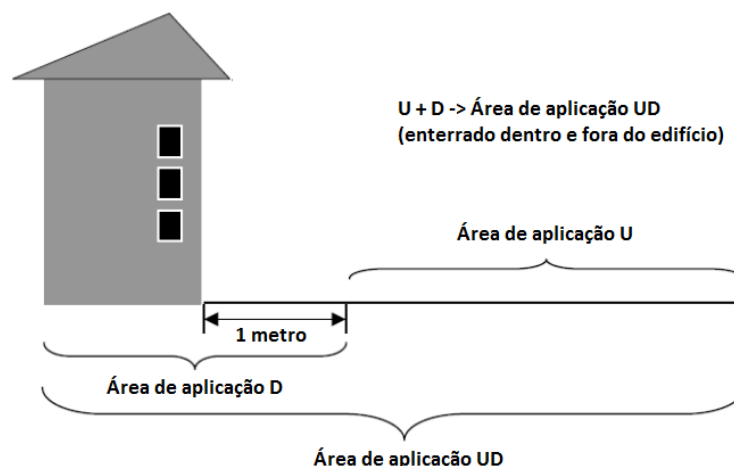 U + D -> Área de aplicação UD
(enterrado dentro e fora do edifício)
Área de aplicação U
1 metro
Área de aplicação D
Área de aplicação UD